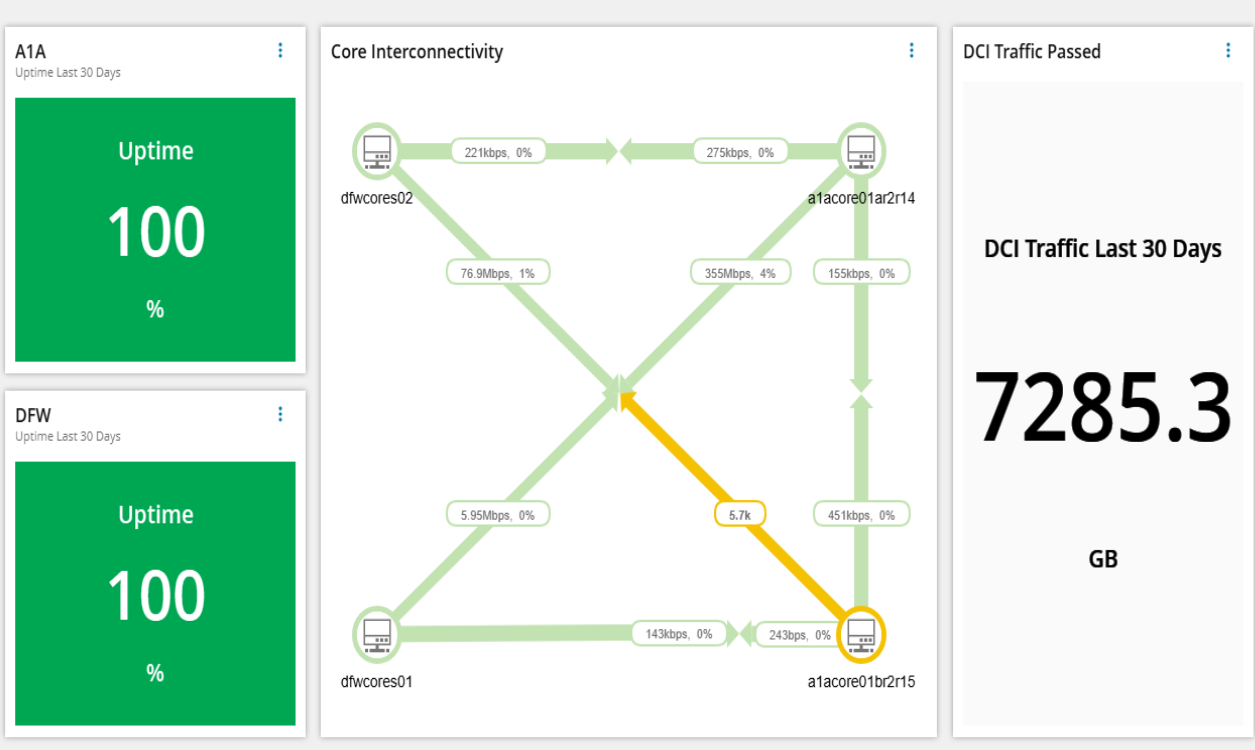 A1A
Uptime Last 30 Days
Uptime
100
%
DFW
Uptime Last 30 Days
Uptime
100
%
Core Interconnectivity
221kbps, 0%
275kbps, 0%
dfwcores02
a1acore01ar2r14
76.9Mbps, 1%
355Mbps, 4%
155kbps, 0%
5.95Mbps, 0%
5.7k
451kbps, 0%
143kbps, 0%
243bps, 0%
dfwcores01
a1acore01br2r15
DCI Traffic Passed
DCI Traffic Last 30 Days
7285.3
GB